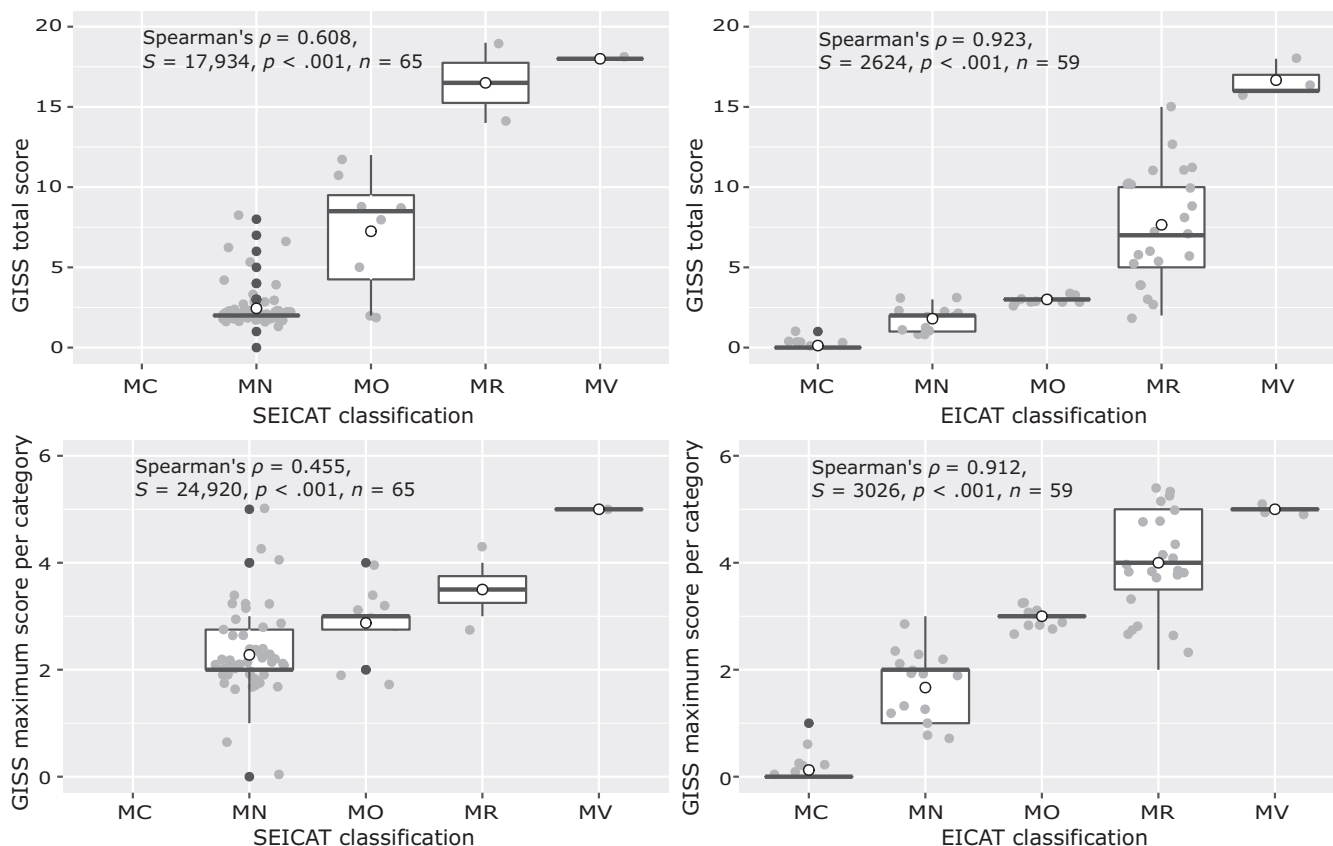 Spearman's ρ = 0.608,
S = 17,934, p < .001, n = 65
GISS total score
20
15
10
5
0
MC MN MO MR MV
SEICAT classification
Spearman's ρ = 0.923,
S = 2624, p < .001, n = 59
GISS total score
20
15
10
5
0
MC MN MO MR MV
EICAT classification
Spearman's ρ = 0.455,
S = 24,920, p < .001, n = 65
GISS maximum score per category
6
4
2
0
MC MN MO MR MV
SEICAT classification
Spearman's ρ = 0.912,
S = 3026, p < .001, n = 59
GISS maximum score per category
6
4
2
0
MC MN MO MR MV
EICAT classification